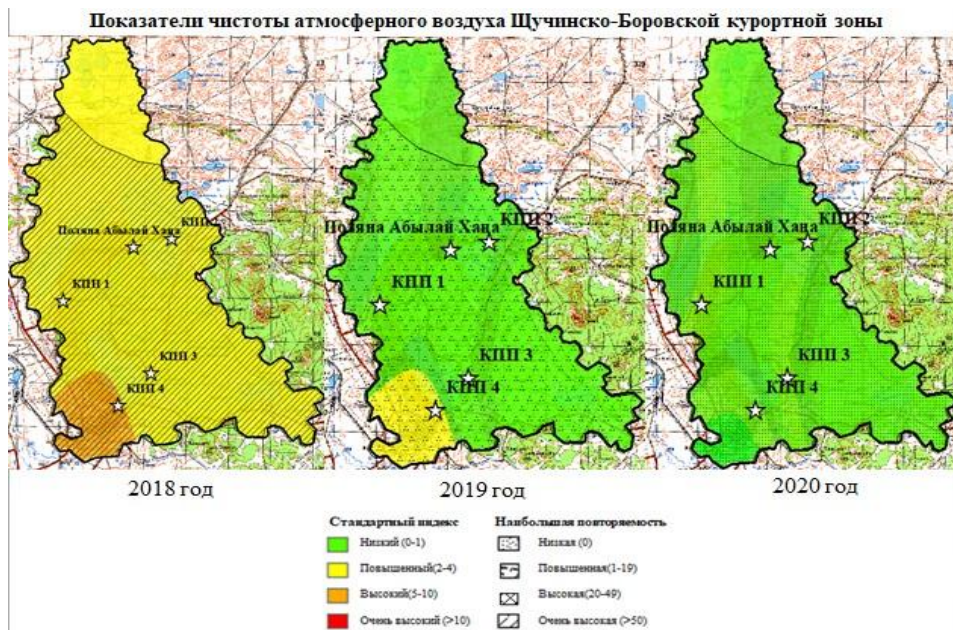 Показатели чистоты атмосферного воздуха Щучинско-Боровской курортной зоны
Поляна Абылай Хана
КПП 1
КПП 3
КПП 4
Поляна Абылай Хана
КПП 2
КПП 1
КПП 3
КПП 4
Поляна Абылай Хана
КПП 2
КПП 1
КПП 3
КПП 4
2018 год
2019 год
2020 год
Стандартный индекс
Низкий (0-1)
Повышенный(2-4)
Высокий(5-10)
Очень высокий (>10)
Наибольшая повторяемость
Низкая (0)
Повышенная(1-19)
Высокая(20-49)
Очень высокая (>50)